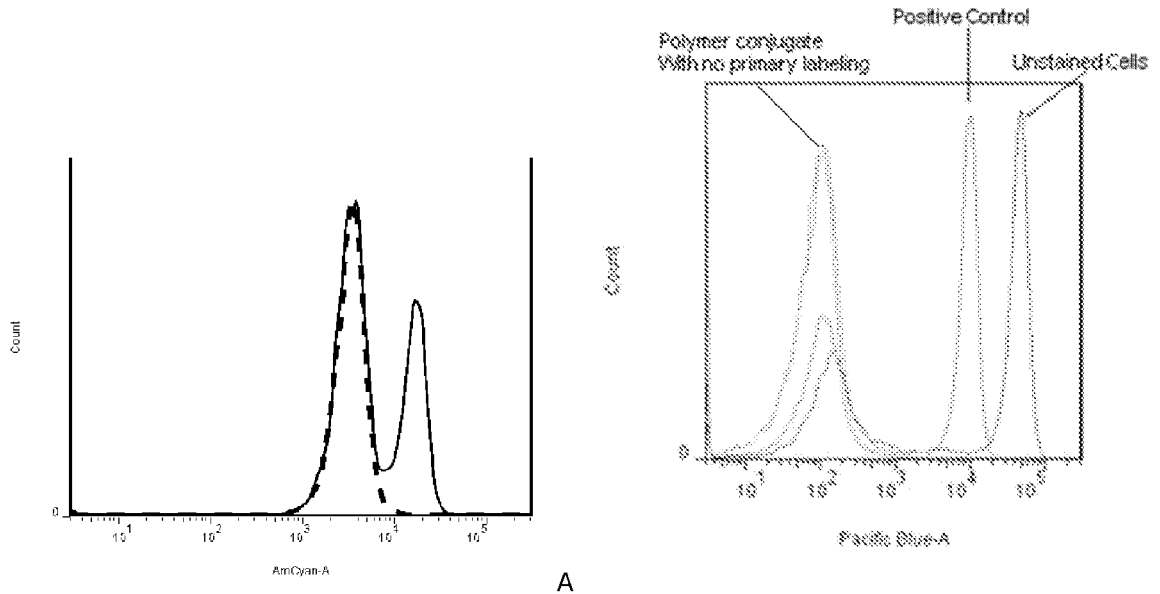 Polymer conjugate
With no primary labeling
Positive Control
Unstained Cells
Count
0
10^1 10^2 10^3 10^4 10^5
AmCyan-A
Count
0
10^1 10^2 10^3 10^4 10^5
Pacific Blue-A
A